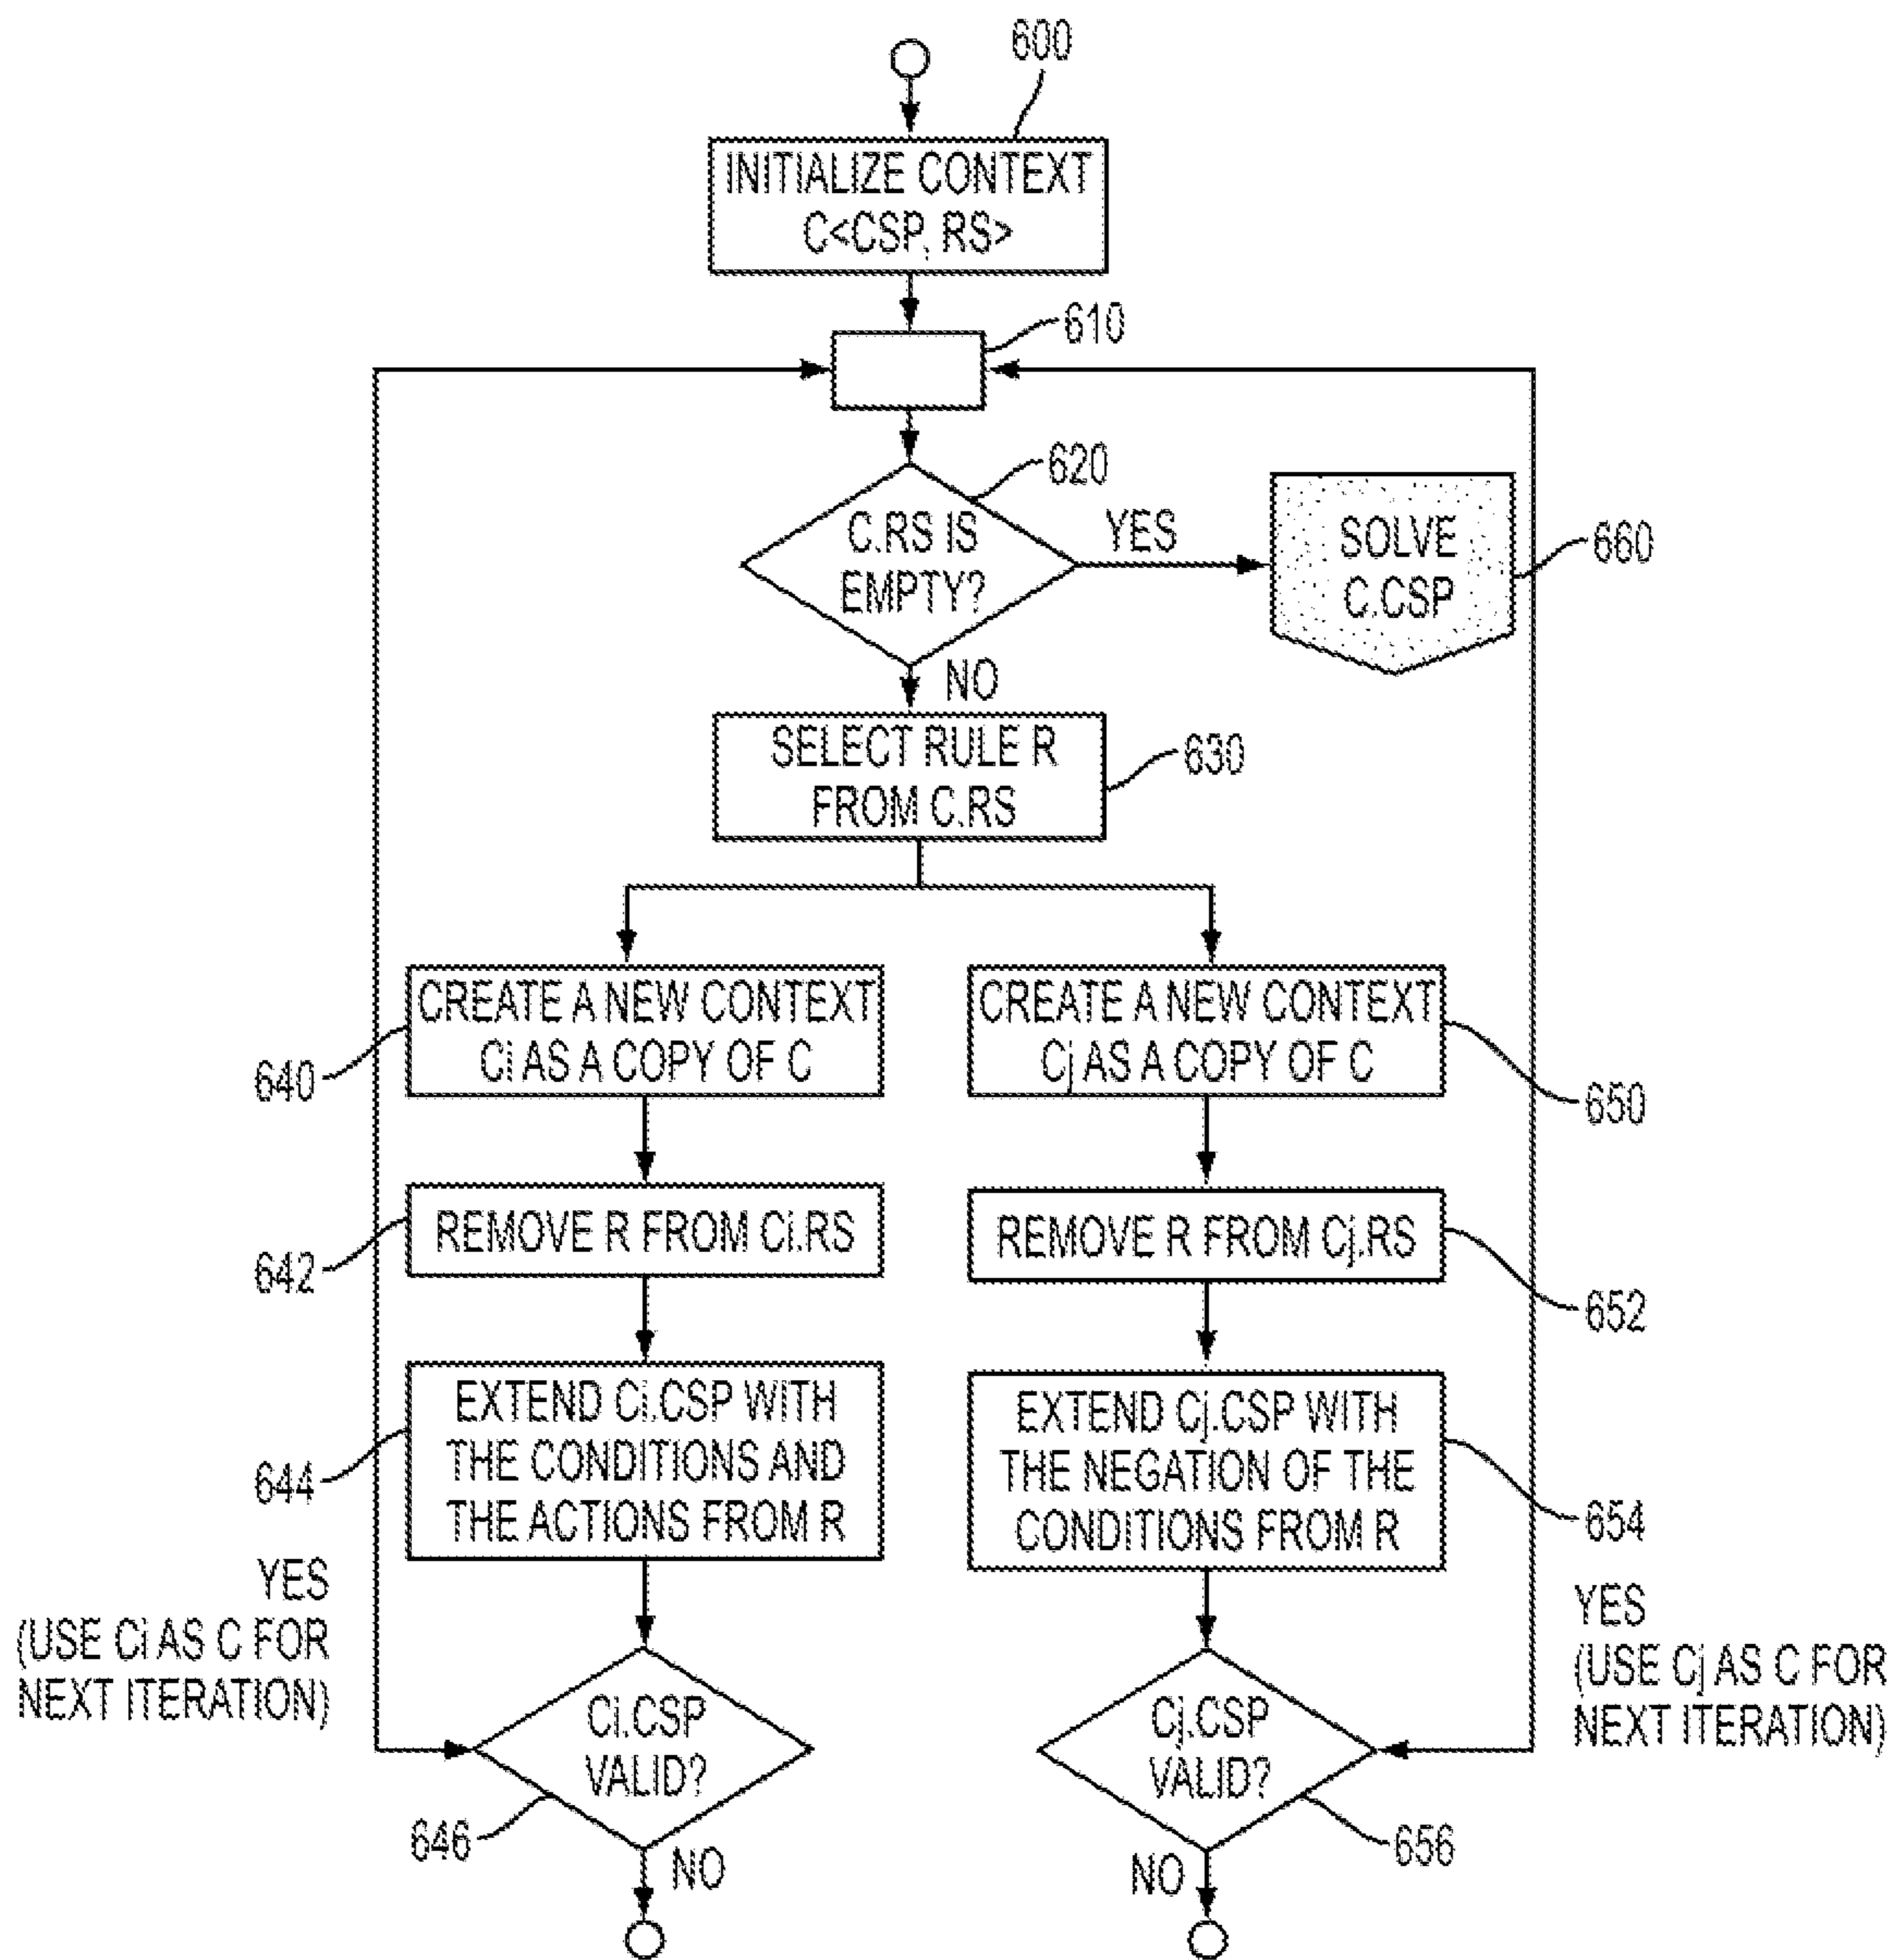 600
INITIALIZE CONTEXT
C<CSP, RS>
610
620
C.RS IS
EMPTY?
YES
SOLVE
C.CSP
660
NO
SELECT RULE R
FROM C.RS
630
CREATE A NEW CONTEXT
Ci AS A COPY OF C
640
CREATE A NEW CONTEXT
Cj AS A COPY OF C
650
REMOVE R FROM Ci.RS
642
REMOVE R FROM Cj.RS
652
EXTEND Ci.CSP WITH
THE CONDITIONS AND
THE ACTIONS FROM R
644
EXTEND Cj.CSP WITH
THE NEGATION OF THE
CONDITIONS FROM R
654
YES
(USE Ci AS C FOR
NEXT ITERATION)
YES
(USE Cj AS C FOR
NEXT ITERATION)
Ci.CSP
VALID?
646
NO
Cj.CSP
VALID?
656
NO